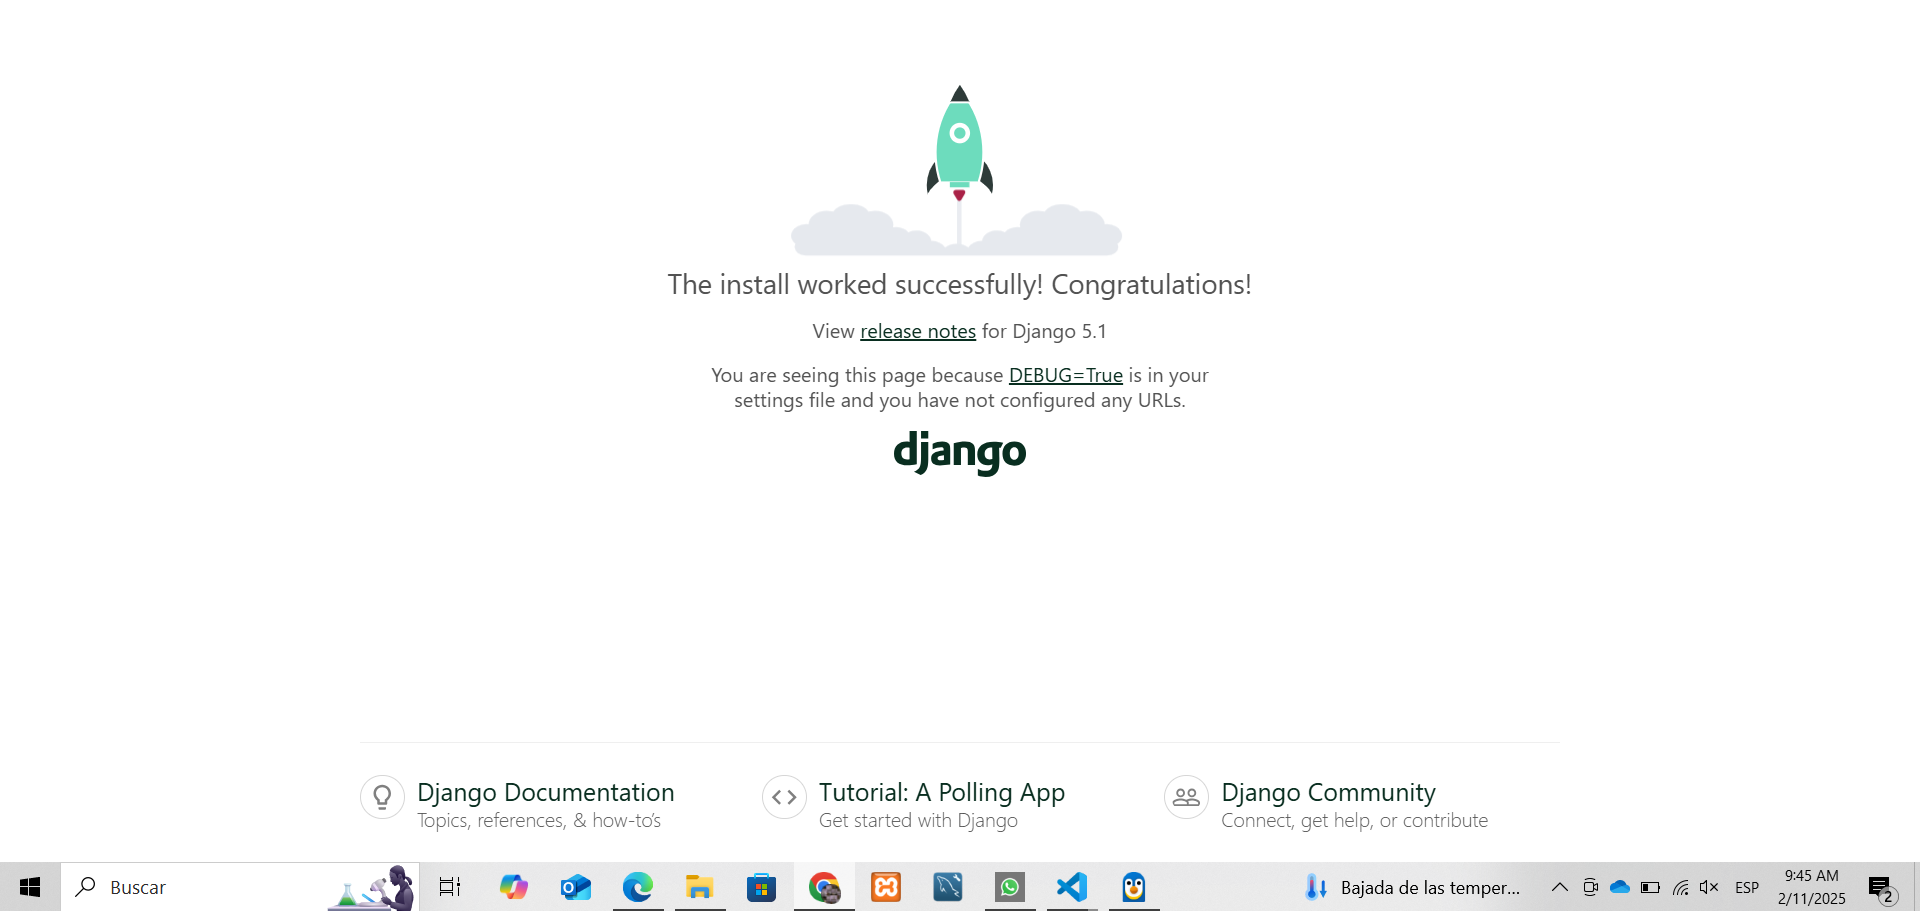 The install worked successfully! Congratulations!
View release notes for Django 5.1
You are seeing this page because DEBUG=True is in your
settings file and you have not configured any URLs.
django
Django Documentation
Topics, references, & how-to’s
Tutorial: A Polling App
Get started with Django
Django Community
Connect, get help, or contribute
Buscar
Bajada de las temper...
ESP
9:45 AM
2/11/2025
2